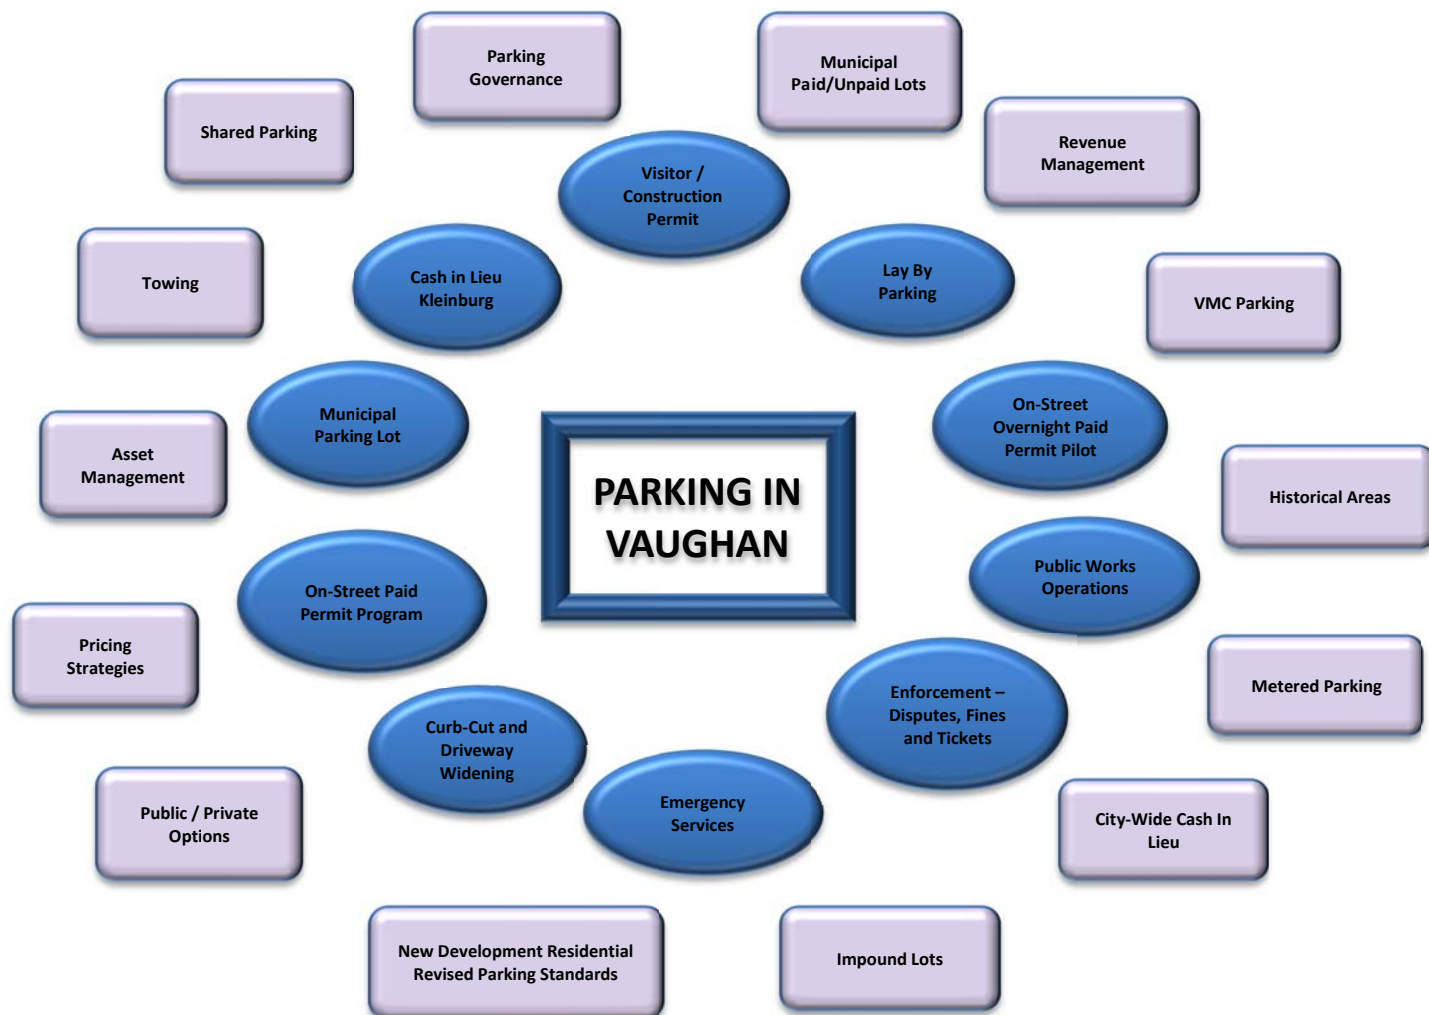 Parking
Governance
Municipal
Paid/Unpaid Lots
Shared Parking
Revenue
Management
Visitor /
Construction
Permit
Towing
Cash in Lieu
Kleinburg
Lay By
Parking
VMC Parking
Asset
Management
Municipal
Parking Lot
On-Street
Overnight Paid
Permit Pilot
PARKING IN
VAUGHAN
Historical Areas
Public Works
Operations
On-Street Paid
Permit Program
Pricing
Strategies
Metered Parking
Curb-Cut and
Driveway
Widening
Enforcement –
Disputes, Fines
and Tickets
Emergency
Services
Public / Private
Options
City-Wide Cash In
Lieu
New Development Residential
Revised Parking Standards
Impound Lots